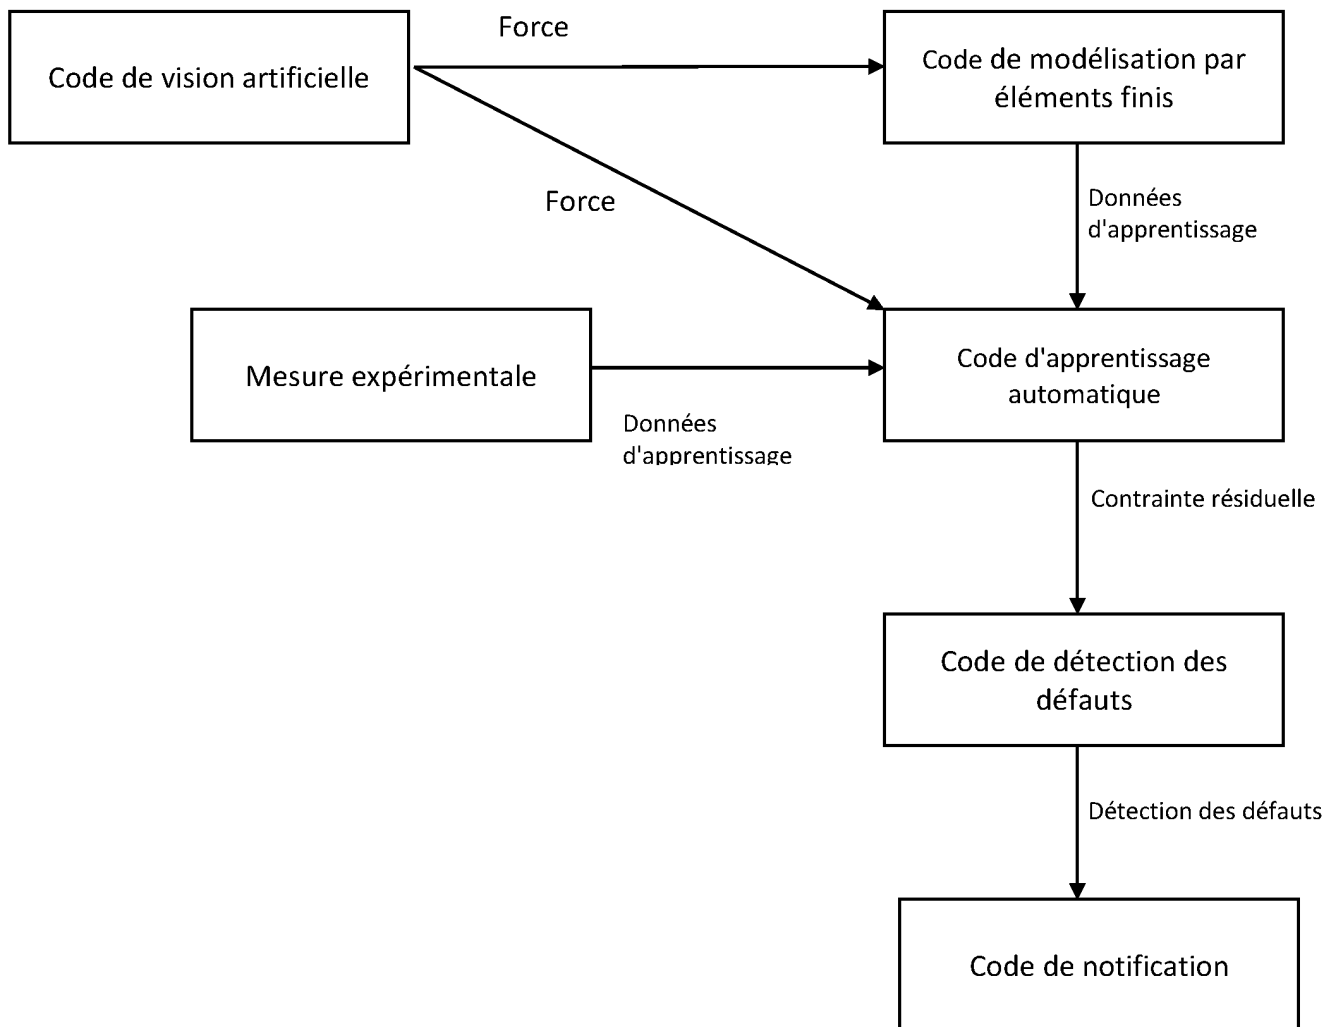 Force
Code de vision artificielle
Code de modélisation par
éléments finis
Force
Données
d'apprentissage
Mesure expérimentale
Code d'apprentissage
automatique
Données
d'apprentissage
Contrainte résiduelle
Code de détection des
défauts
Détection des défauts
Code de notification